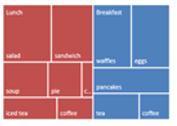 Lunch
salad
sandwich
soup
pie
c...
iced tea
coffee
Breakfast
waffles
eggs
pancakes
tea
coffee